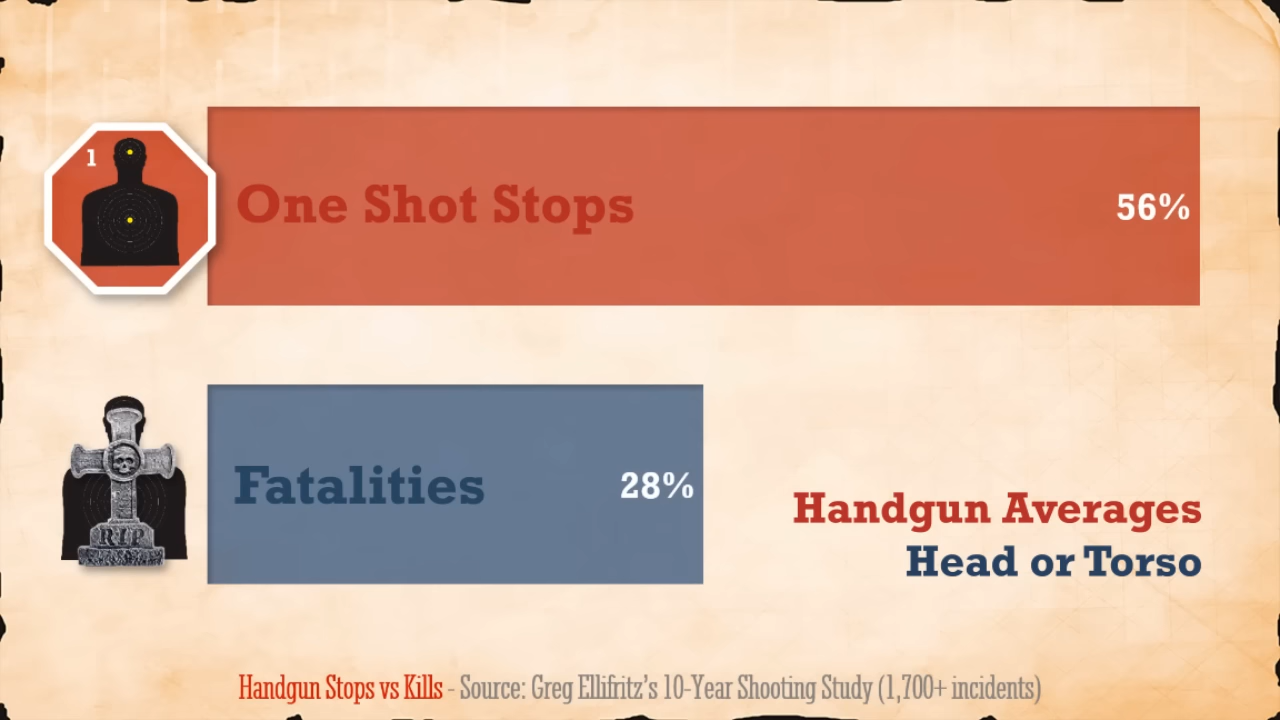 1
One Shot Stops
56%
Fatalities
28%
RIP
Handgun Averages
Head or Torso
Handgun Stops vs Kills - Source: Greg Ellifritz's 10-Year Shooting Study (1,700+ incidents)